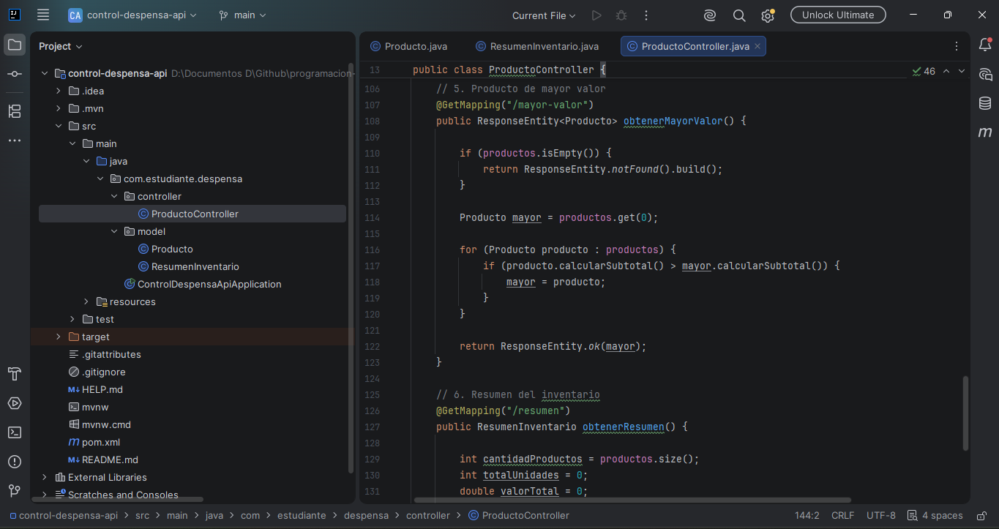 CA control-despensa-api main Current File Unlock Ultimate
Project
control-despensa-api D:\Documentos D\Github\programacion-
.idea
.mvn
src
main
java
com.estudiante.despensa
controller
ProductoController
model
Producto
ResumenInventario
ControlDespensaApiApplication
resources
test
target
.gitattributes
.gitignore
HELP.md
mvnw
mvnw.cmd
pom.xml
README.md
External Libraries
Scratches and Consoles
Producto.java ResumenInventario.java ProductoController.java
13 public class ProductoController { 46
106 // 5. Producto de mayor valor
107 @GetMapping("/mayor-valor")
108 public ResponseEntity<Producto> obtenerMayorValor() {
109
110 if (productos.isEmpty()) {
111 return ResponseEntity.notFound().build();
112 }
113
114 Producto mayor = productos.get(0);
115
116 for (Producto producto : productos) {
117 if (producto.calcularSubtotal() > mayor.calcularSubtotal()) {
118 mayor = producto;
119 }
120 }
121
122 return ResponseEntity.ok(mayor);
123 }
124
125 // 6. Resumen del inventario
126 @GetMapping("/resumen")
127 public ResumenInventario obtenerResumen() {
128
129 int cantidadProductos = productos.size();
130 int totalUnidades = 0;
131 double valorTotal = 0;
control-despensa-api > src > main > java > com > estudiante > despensa > controller > ProductoController 144:2 CRLF UTF-8 4 spaces